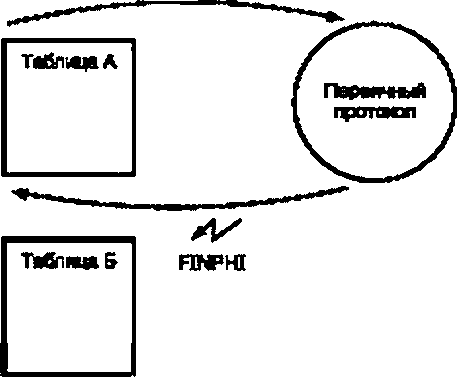 Таблица А
Первичный
протокол
Таблица Б
FINPHI